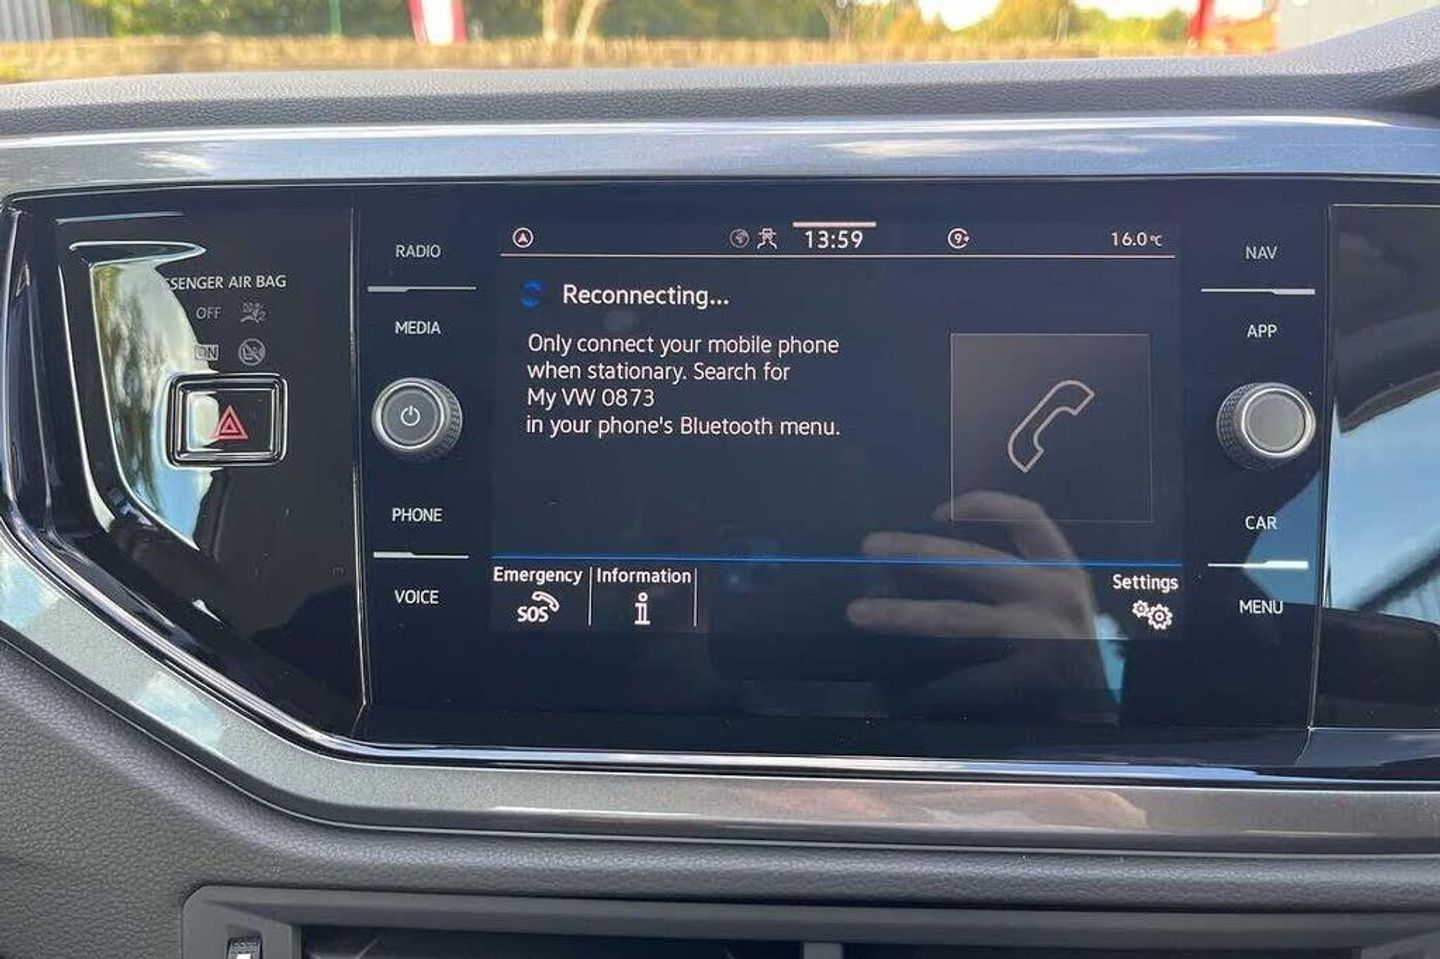 SENGER AIR BAG
OFF
ON
RADIO
MEDIA
PHONE
VOICE
13:59
9+
16.0°C
Reconnecting...
Only connect your mobile phone
when stationary. Search for
My VW 0873
in your phone's Bluetooth menu.
Emergency
SOS
Information
i
Settings
NAV
APP
CAR
MENU